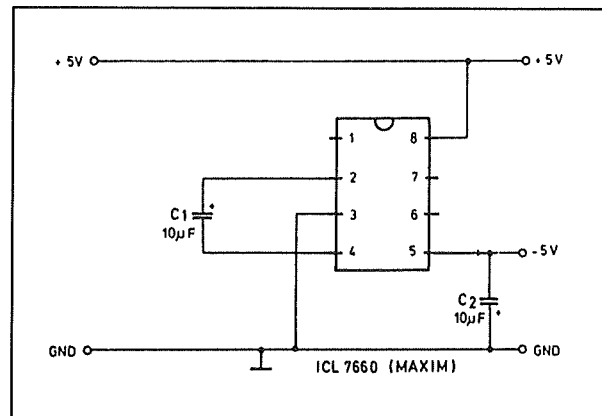 + 5V
+ 5V
1
8
2
7
C1
+
10µF
3
6
4
5
-5V
C2
10µF
+
GND
GND
ICL 7660 (MAXIM)